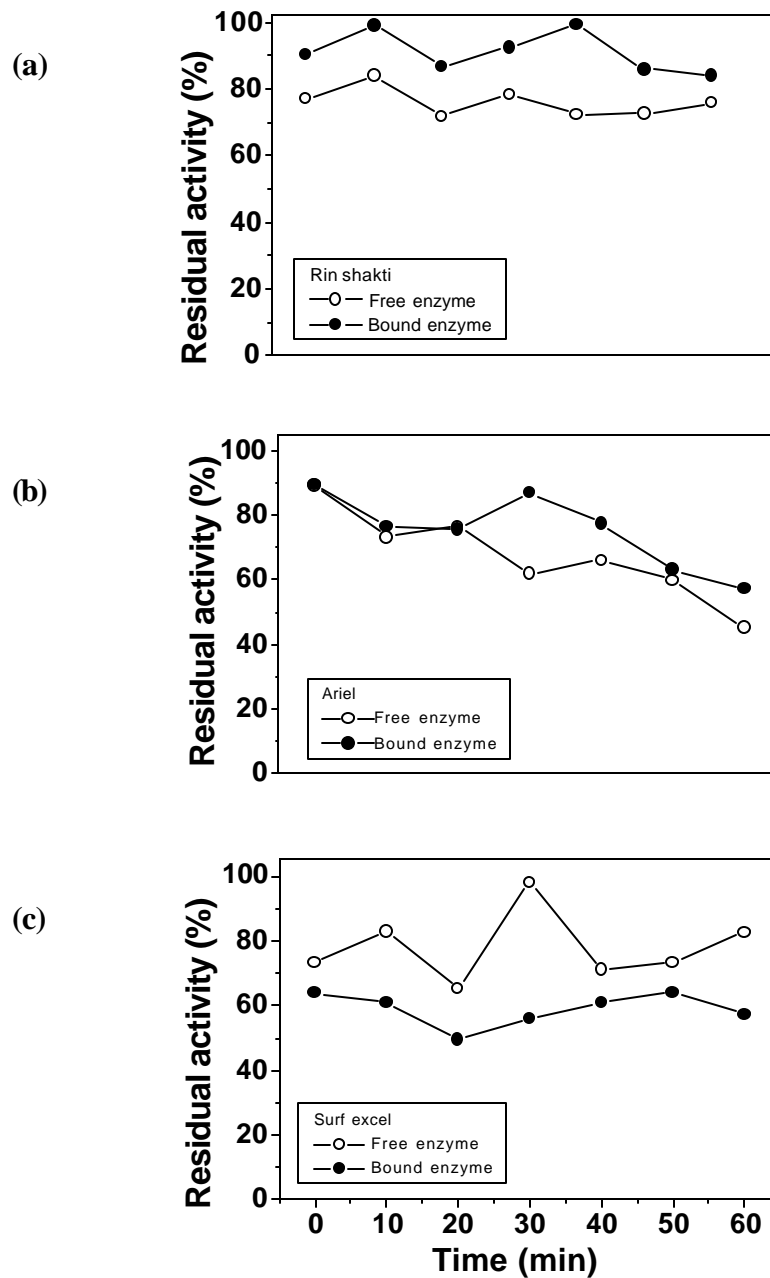 (a)
Residual activity (%)
100
80
60
40
20
0
Rin shakti
Free enzyme
Bound enzyme
(b)
Residual activity (%)
100
80
60
40
20
0
Ariel
Free enzyme
Bound enzyme
(c)
Residual activity (%)
100
80
60
40
20
0
Surf excel
Free enzyme
Bound enzyme
0 10 20 30 40 50 60
Time (min)